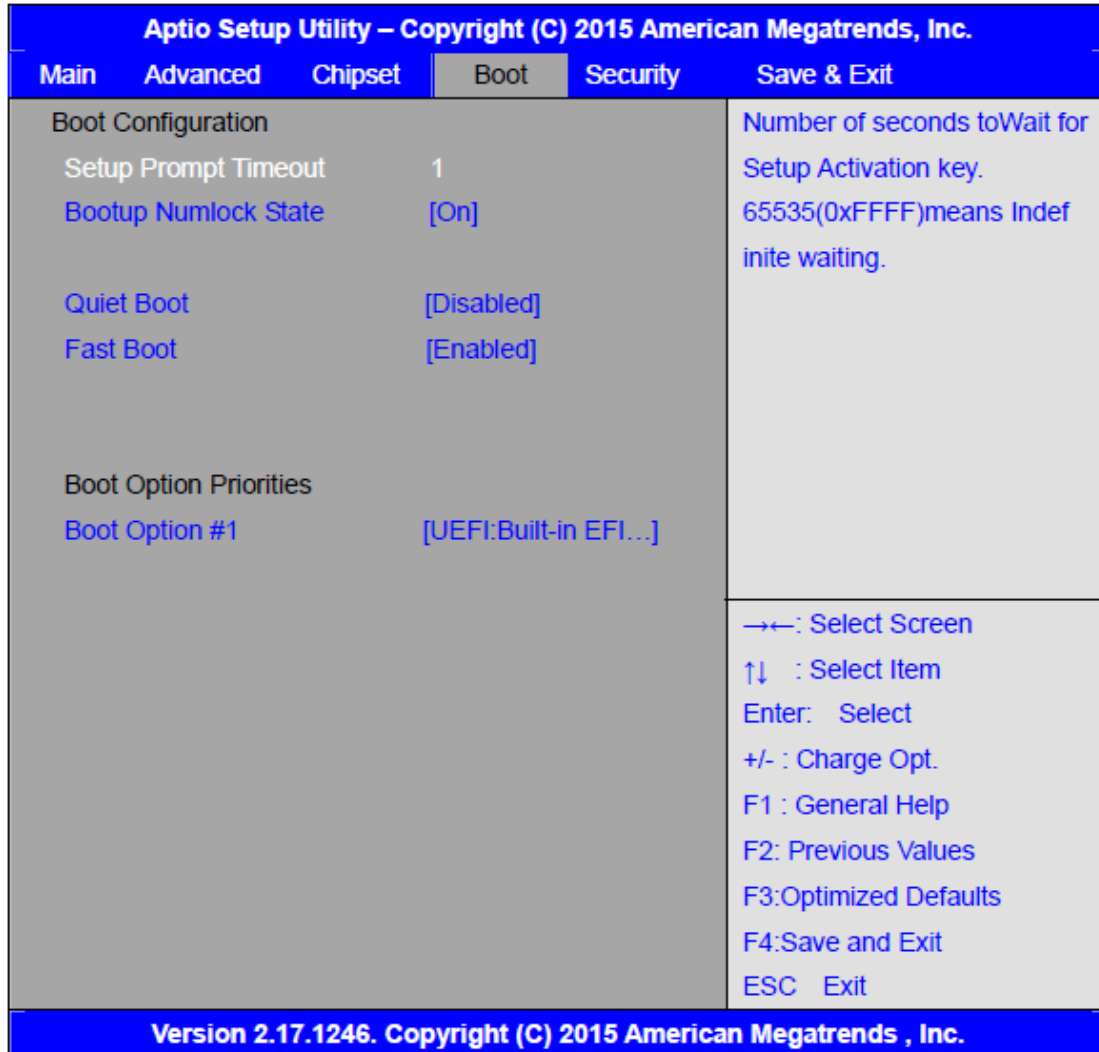 Aptio Setup Utility – Copyright (C) 2015 American Megatrends, Inc.
Main Advanced Chipset Boot Security Save & Exit
Boot Configuration
Setup Prompt Timeout 1
Bootup Numlock State [On]
Quiet Boot [Disabled]
Fast Boot [Enabled]
Boot Option Priorities
Boot Option #1 [UEFI:Built-in EFI…]
Number of seconds toWait for
Setup Activation key.
65535(0xFFFF)means Indef
inite waiting.
→←: Select Screen
↑↓ : Select Item
Enter: Select
+/- : Charge Opt.
F1 : General Help
F2: Previous Values
F3:Optimized Defaults
F4:Save and Exit
ESC Exit
Version 2.17.1246. Copyright (C) 2015 American Megatrends , Inc.